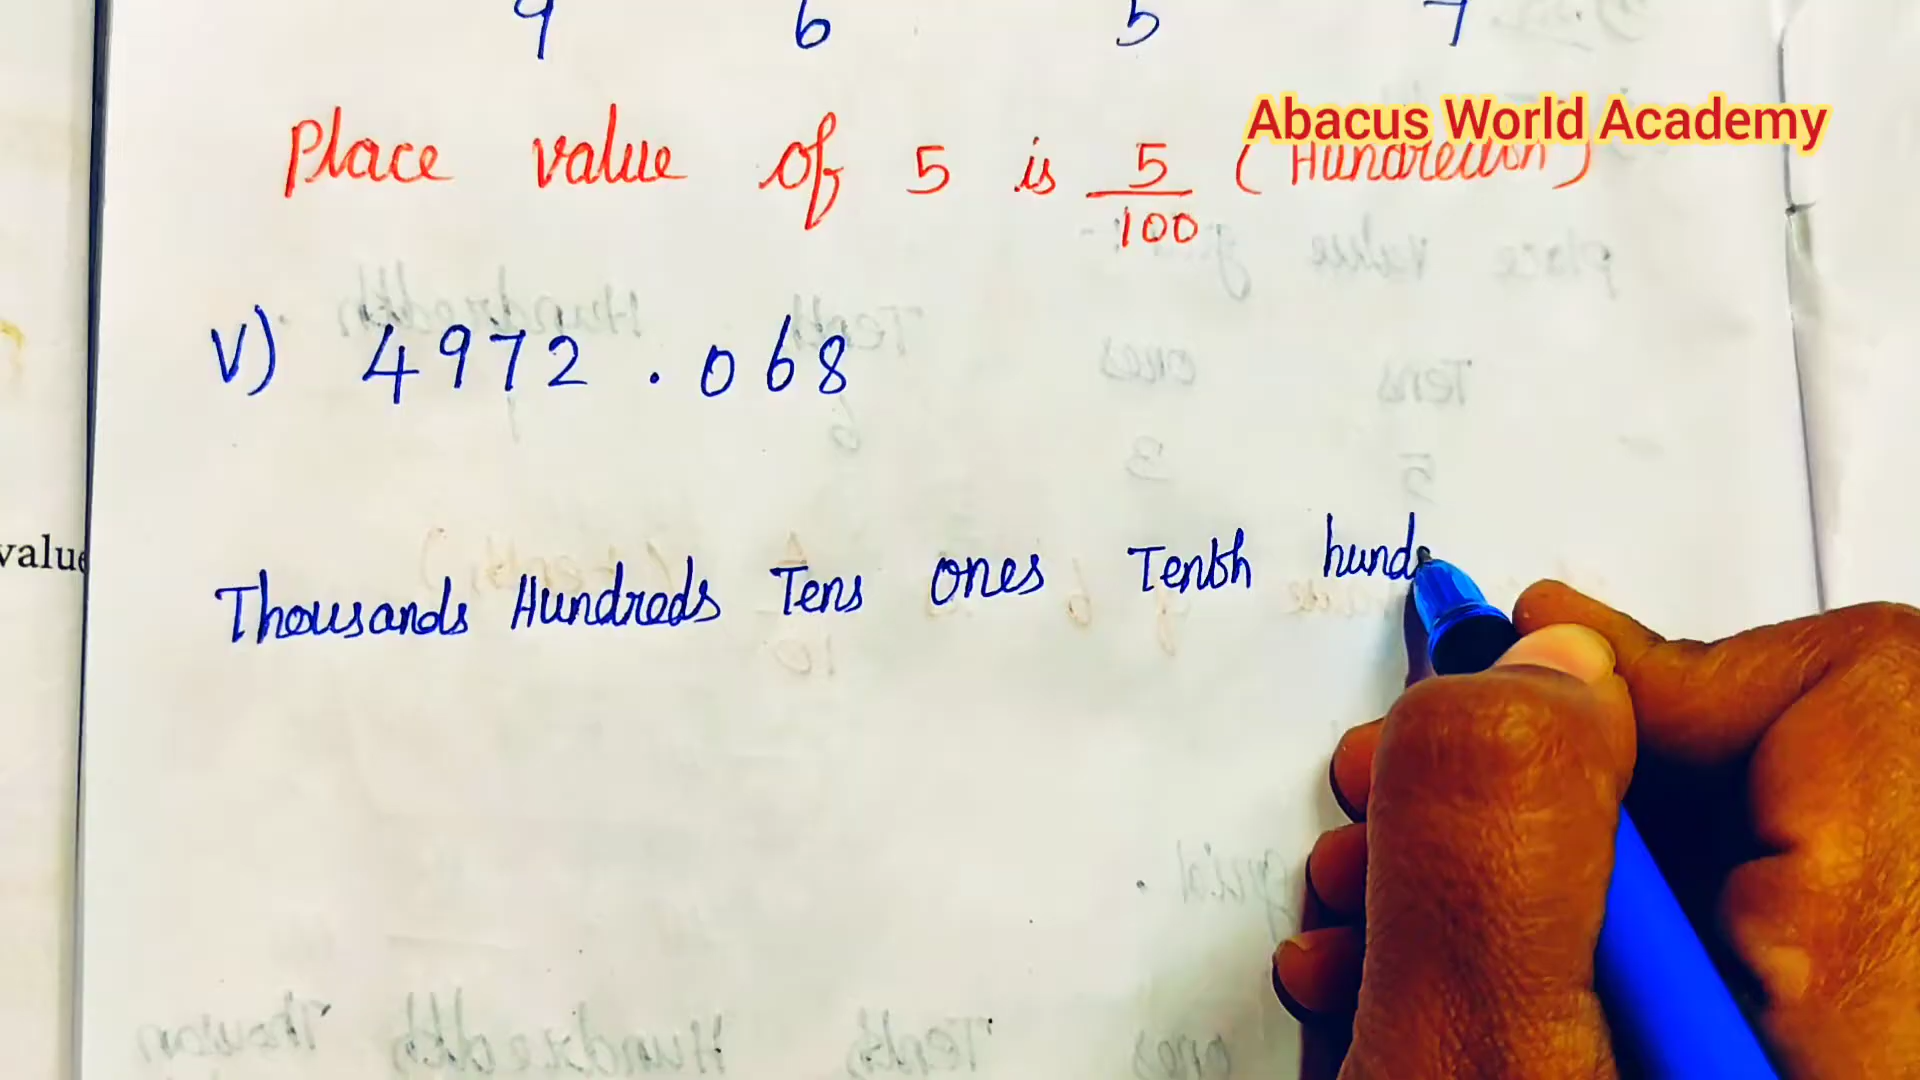 9 6 5 7
Abacus World Academy
Place value of 5 is 5/100 (Hundredth)
V) 4972.068
value
Thousands Hundreds Tens ones Tenth hund